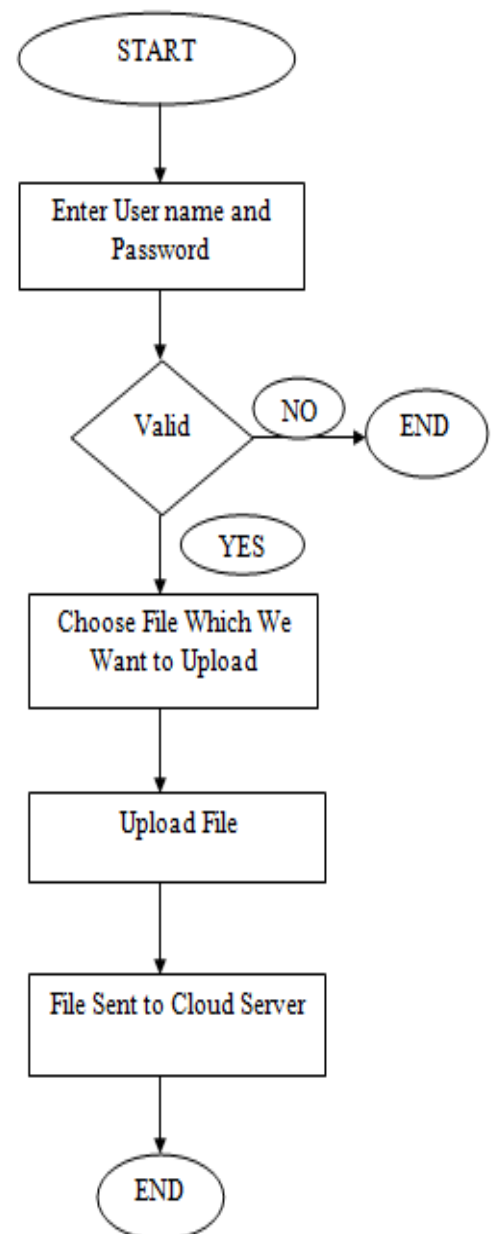 START
Enter User name and
Password
Valid
NO
END
YES
Choose File Which We
Want to Upload
Upload File
File Sent to Cloud Server
END